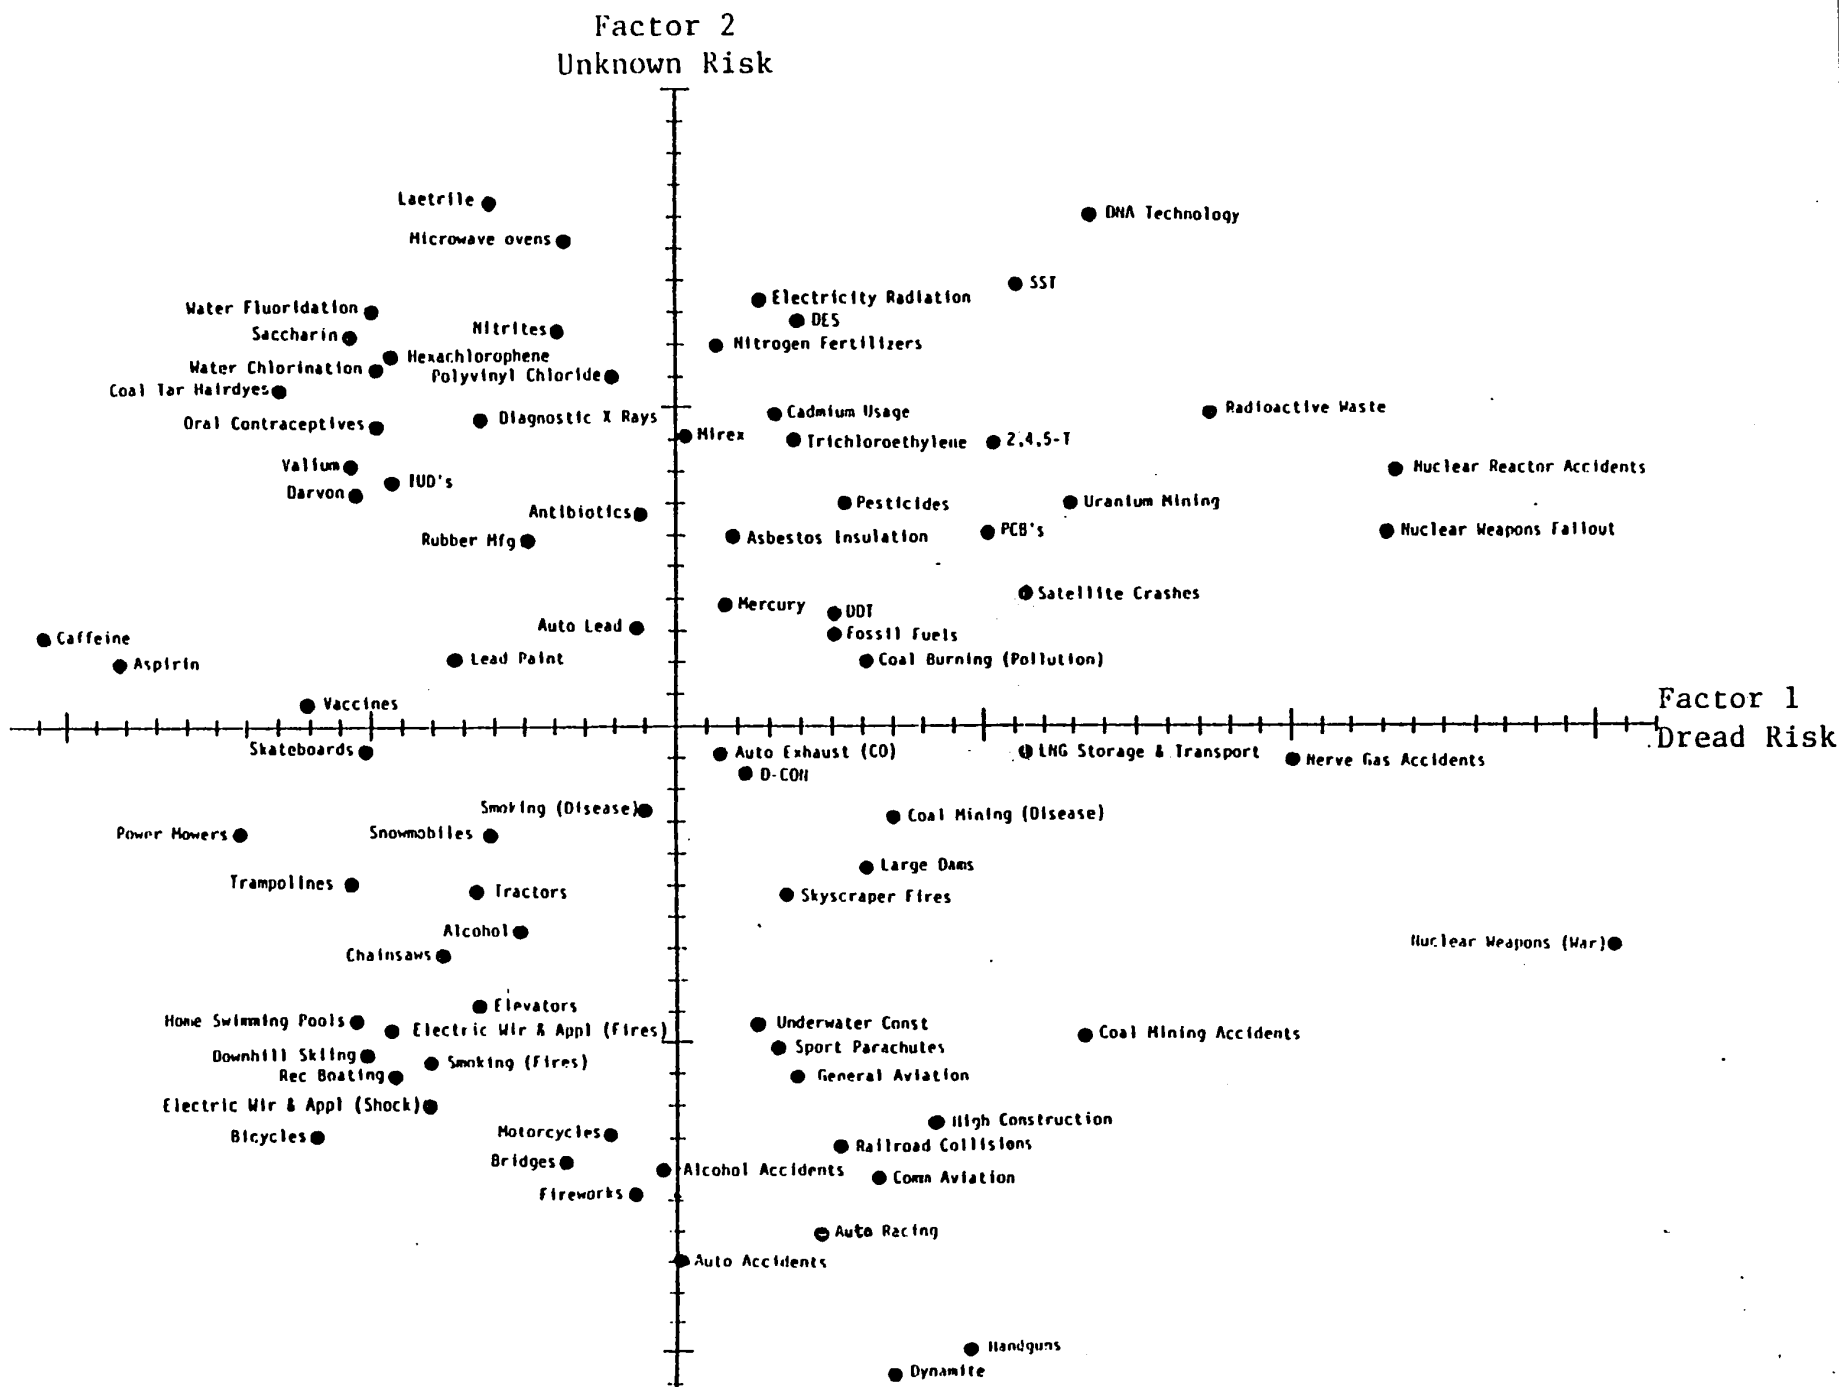 Factor 2
Unknown Risk
Laetrile
DNA Technology
Microwave ovens
SST
Electricity Radiation
Water Fluoridation
DES
Nitrites
Saccharin
Nitrogen Fertilizers
Hexachlorophene
Water Chlorination
Polyvinyl Chloride
Coal Tar Hairdyes
Radioactive Waste
Cadmium Usage
Diagnostic X Rays
Oral Contraceptives
Mirex
Trichloroethylene
2,4,5-T
Valium
Nuclear Reactor Accidents
IUD's
Darvon
Pesticides
Uranium Mining
Antibiotics
Nuclear Weapons Fallout
PCB's
Asbestos Insulation
Rubber Mfg
Satellite Crashes
Mercury
DDT
Auto Lead
Fossil Fuels
Caffeine
Lead Paint
Coal Burning (Pollution)
Aspirin
Factor 1
Dread Risk
Vaccines
Skateboards
Auto Exhaust (CO)
LNG Storage & Transport
Nerve Gas Accidents
D-CON
Smoking (Disease)
Coal Mining (Disease)
Power Mowers
Snowmobiles
Large Dams
Trampolines
Tractors
Skyscraper Fires
Alcohol
Nuclear Weapons (War)
Chainsaws
Elevators
Home Swimming Pools
Underwater Const
Electric Wir & Appl (Fires)
Coal Mining Accidents
Sport Parachutes
Downhill Skiing
Smoking (Fires)
Rec Boating
General Aviation
Electric Wir & Appl (Shock)
High Construction
Motorcycles
Bicycles
Railroad Collisions
Bridges
Alcohol Accidents
Comm Aviation
Fireworks
Auto Racing
Auto Accidents
Handguns
Dynamite